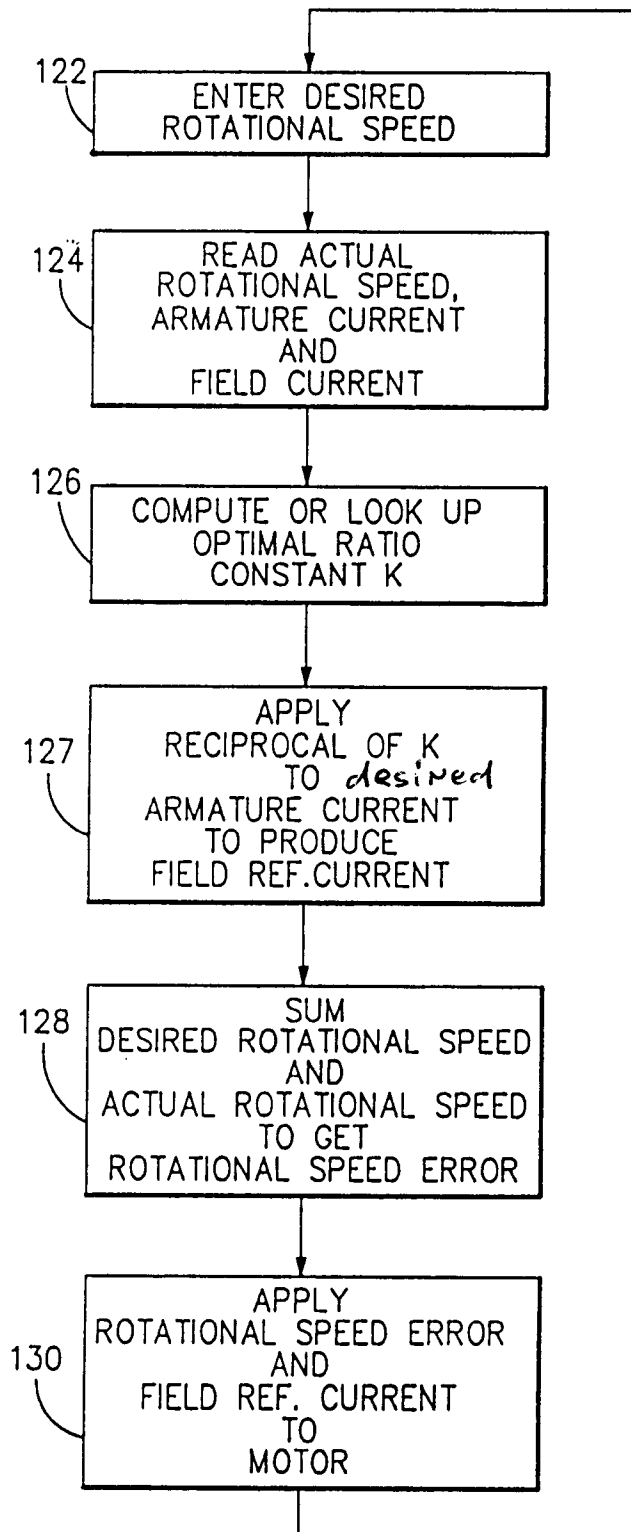 122
ENTER DESIRED
ROTATIONAL SPEED
124
READ ACTUAL
ROTATIONAL SPEED,
ARMATURE CURRENT
AND
FIELD CURRENT
126
COMPUTE OR LOOK UP
OPTIMAL RATIO
CONSTANT K
127
APPLY
RECIPROCAL OF K
TO desired
ARMATURE CURRENT
TO PRODUCE
FIELD REF.CURRENT
128
SUM
DESIRED ROTATIONAL SPEED
AND
ACTUAL ROTATIONAL SPEED
TO GET
ROTATIONAL SPEED ERROR
130
APPLY
ROTATIONAL SPEED ERROR
AND
FIELD REF. CURRENT
TO
MOTOR